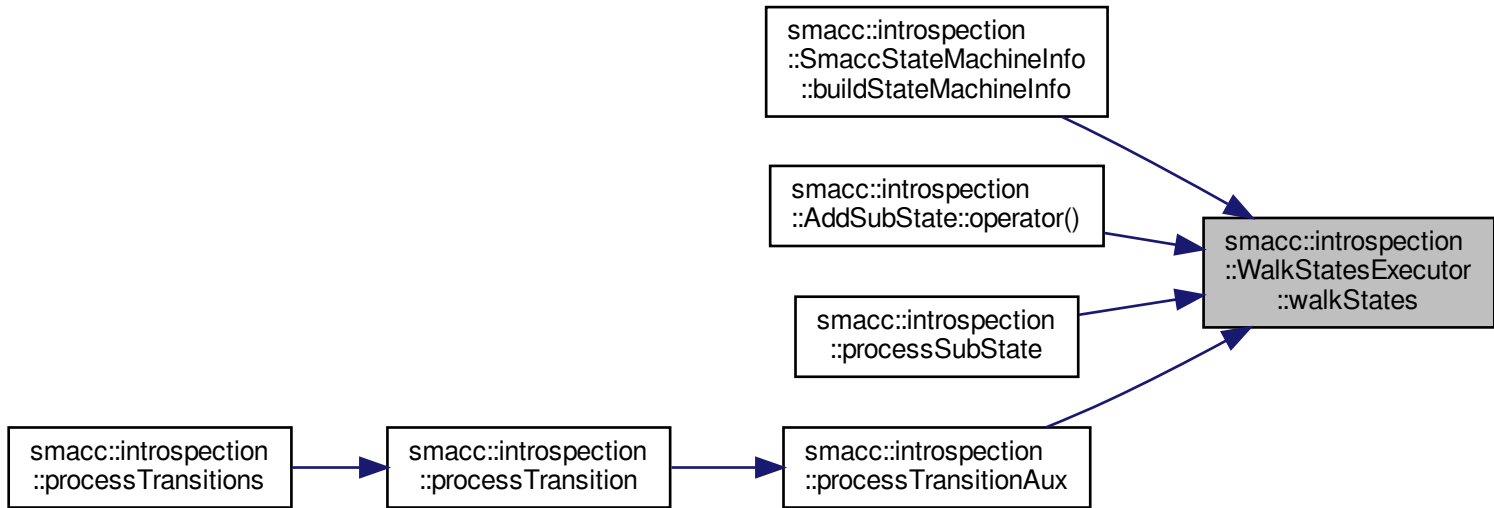 smacc::introspection
::SmaccStateMachineInfo
::buildStateMachineInfo
smacc::introspection
::AddSubState::operator()
smacc::introspection
::WalkStatesExecutor
::walkStates
smacc::introspection
::processSubState
smacc::introspection
::processTransitions
smacc::introspection
::processTransition
smacc::introspection
::processTransitionAux